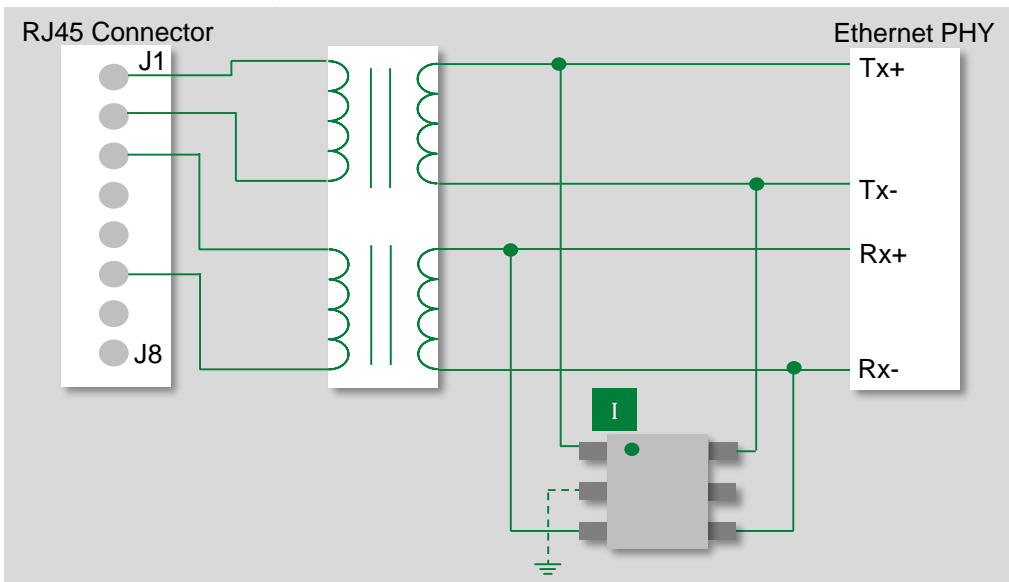 RJ45 Connector
Ethernet PHY
J1
Tx+
Tx-
Rx+
J8
Rx-
I